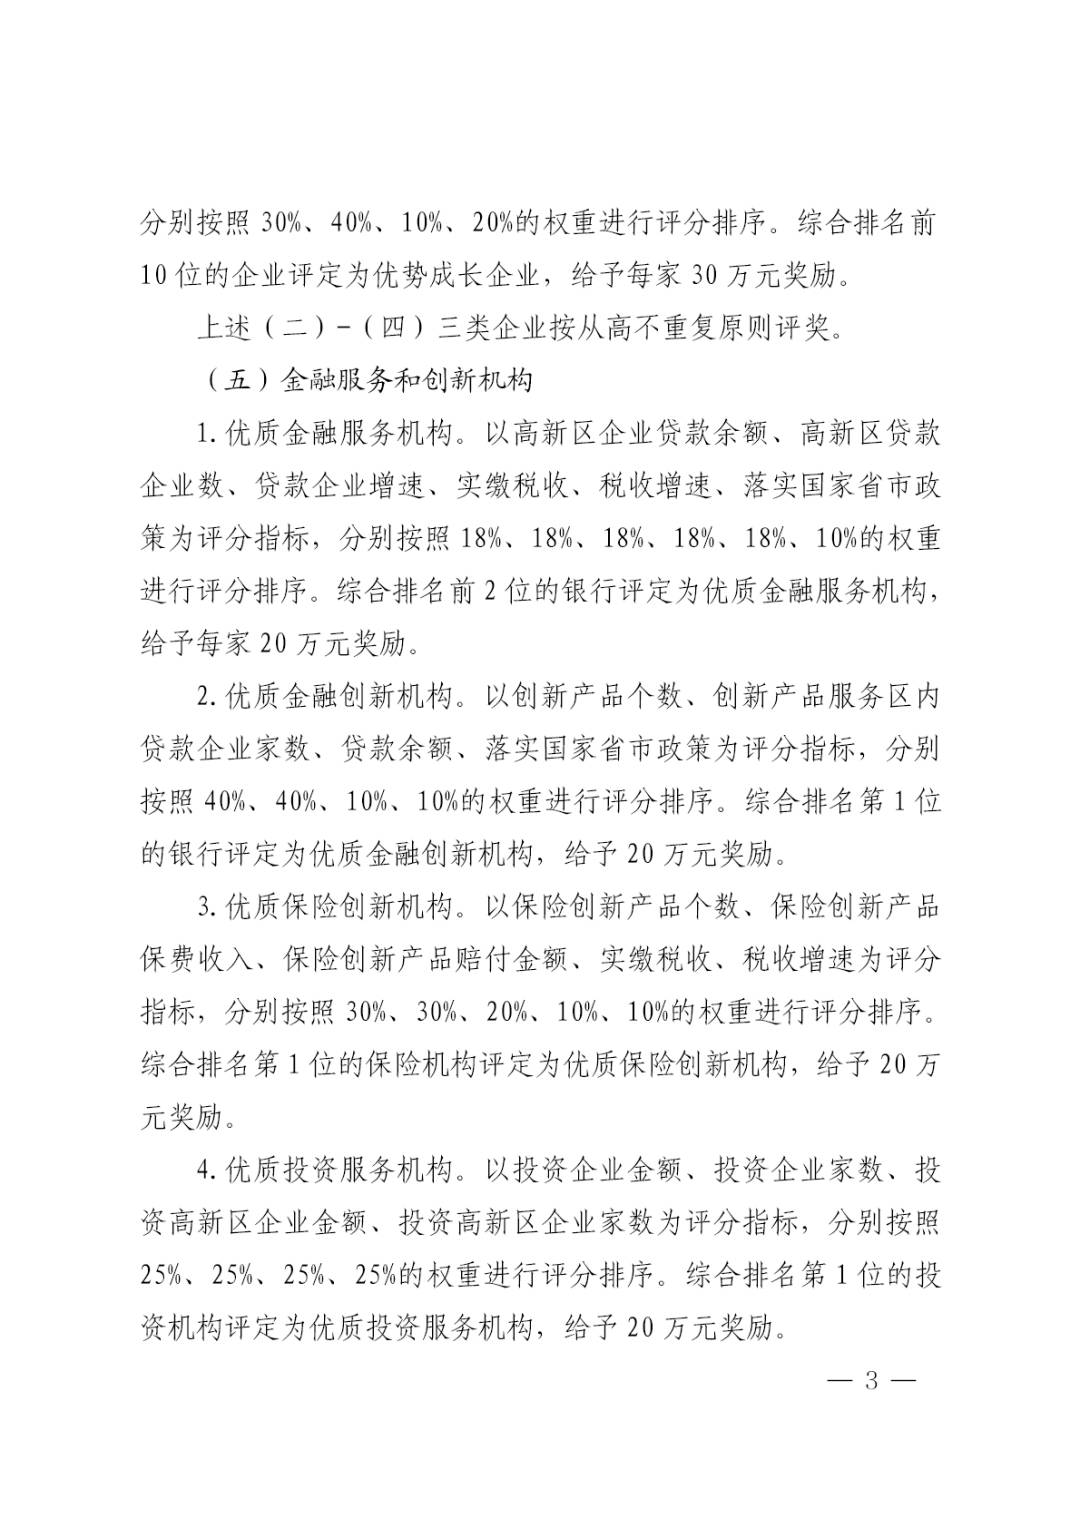 分别按照 30%、40%、10%、20%的权重进行评分排序。综合排名前
10 位的企业评定为优势成长企业，给予每家 30 万元奖励。
上述（二）-（四）三类企业按从高不重复原则评奖。
（五）金融服务和创新机构
1. 优质金融服务机构。以高新区企业贷款余额、高新区贷款
企业数、贷款企业增速、实缴税收、税收增速、落实国家省市政
策为评分指标，分别按照 18%、18%、18%、18%、18%、10%的权重
进行评分排序。综合排名前 2 位的银行评定为优质金融服务机构，
给予每家 20 万元奖励。
2. 优质金融创新机构。以创新产品个数、创新产品服务区内
贷款企业家数、贷款余额、落实国家省市政策为评分指标，分别
按照 40%、40%、10%、10%的权重进行评分排序。综合排名第 1 位
的银行评定为优质金融创新机构，给予 20 万元奖励。
3. 优质保险创新机构。以保险创新产品个数、保险创新产品
保费收入、保险创新产品赔付金额、实缴税收、税收增速为评分
指标，分别按照 30%、30%、20%、10%、10%的权重进行评分排序。
综合排名第 1 位的保险机构评定为优质保险创新机构，给予 20 万
元奖励。
4. 优质投资服务机构。以投资企业金额、投资企业家数、投
资高新区企业金额、投资高新区企业家数为评分指标，分别按照
25%、25%、25%、25%的权重进行评分排序。综合排名第 1 位的投
资机构评定为优质投资服务机构，给予 20 万元奖励。
— 3 —